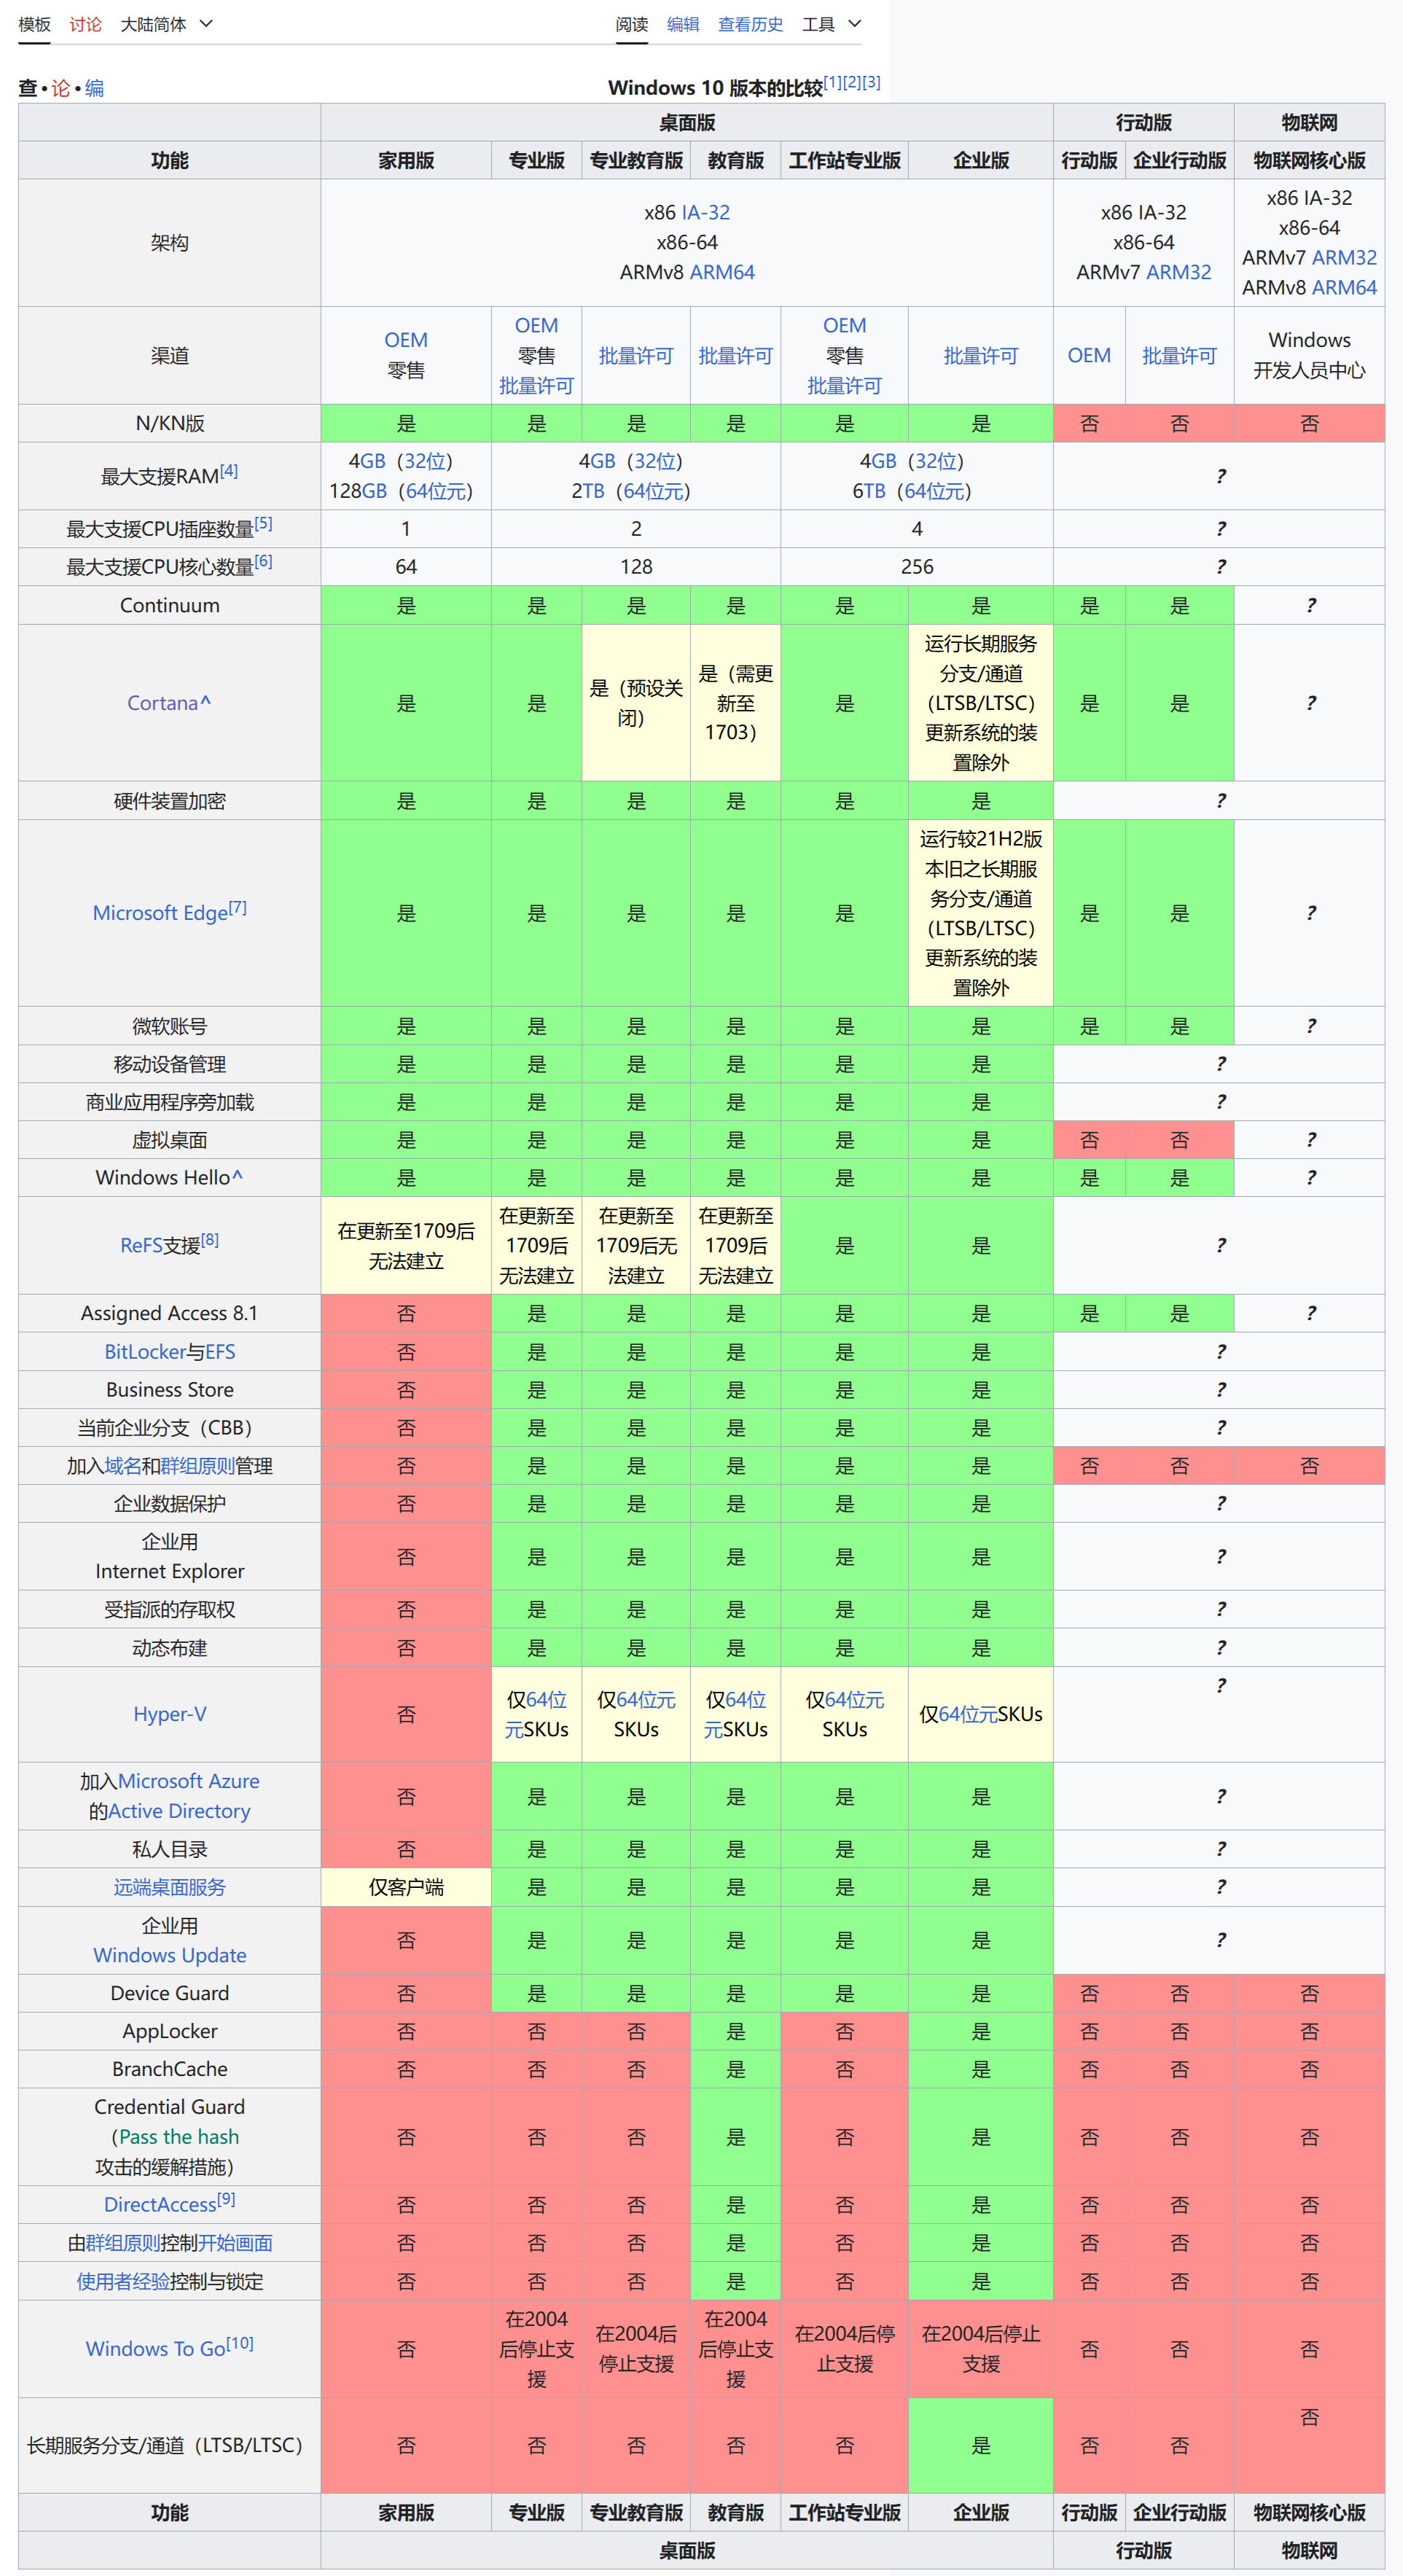 模板 讨论 大陆简体 阅读 编辑 查看历史 工具
查•论•编 Windows 10 版本的比较[1][2][3]
桌面版 行动版 物联网
功能 家用版 专业版 专业教育版 教育版 工作站专业版 企业版 行动版 企业行动版 物联网核心版
架构
x86 IA-32
x86-64
ARMv8 ARM64
x86 IA-32
x86-64
ARMv7 ARM32
x86 IA-32
x86-64
ARMv7 ARM32
ARMv8 ARM64
渠道
OEM
零售
OEM
零售
批量许可
批量许可
批量许可
OEM
零售
批量许可
批量许可
OEM
批量许可
Windows
开发人员中心
N/KN版 是 是 是 是 是 是 否 否 否
最大支援RAM[4]
4GB（32位）
128GB（64位元）
4GB（32位）
2TB（64位元）
4GB（32位）
6TB（64位元）
?
最大支援CPU插座数量[5] 1 2 4 ?
最大支援CPU核心数量[6] 64 128 256 ?
Continuum 是 是 是 是 是 是 是 是 ?
Cortana^
是
是
是（预设关
闭）
是（需更
新至
1703）
是
运行长期服务
分支/通道
（LTSB/LTSC）
更新系统的装
置除外
是
是
?
硬件装置加密 是 是 是 是 是 是 ?
Microsoft Edge[7]
是
是
是
是
是
运行较21H2版
本旧之长期服
务分支/通道
（LTSB/LTSC）
更新系统的装
置除外
是
是
?
微软账号 是 是 是 是 是 是 是 是 ?
移动设备管理 是 是 是 是 是 是 ?
商业应用程序旁加载 是 是 是 是 是 是 ?
虚拟桌面 是 是 是 是 是 是 否 否 ?
Windows Hello^ 是 是 是 是 是 是 是 是 ?
ReFS支援[8]
在更新至1709后
无法建立
在更新至
1709后
无法建立
在更新至
1709后无
法建立
在更新至
1709后
无法建立
是
是
?
Assigned Access 8.1 否 是 是 是 是 是 是 是 ?
BitLocker与EFS 否 是 是 是 是 是 ?
Business Store 否 是 是 是 是 是 ?
当前企业分支（CBB） 否 是 是 是 是 是 ?
加入域名和群组原则管理 否 是 是 是 是 是 否 否 否
企业数据保护 否 是 是 是 是 是 ?
企业用
Internet Explorer
否 是 是 是 是 是 ?
受指派的存取权 否 是 是 是 是 是 ?
动态布建 否 是 是 是 是 是 ?
Hyper-V
否
仅64位
元SKUs
仅64位元
SKUs
仅64位
元SKUs
仅64位元
SKUs
仅64位元SKUs
?
加入Microsoft Azure
的Active Directory
否 是 是 是 是 是 ?
私人目录 否 是 是 是 是 是 ?
远端桌面服务 仅客户端 是 是 是 是 是 ?
企业用
Windows Update
否 是 是 是 是 是 ?
Device Guard 否 是 是 是 是 是 否 否 否
AppLocker 否 否 否 是 否 是 否 否 否
BranchCache 否 否 否 是 否 是 否 否 否
Credential Guard
（Pass the hash
攻击的缓解措施）
否 否 否 是 否 是 否 否 否
DirectAccess[9] 否 否 否 是 否 是 否 否 否
由群组原则控制开始画面 否 否 否 是 否 是 否 否 否
使用者经验控制与锁定 否 否 否 是 否 是 否 否 否
Windows To Go[10]
否
在2004
后停止支
援
在2004后
停止支援
在2004
后停止支
援
在2004后停
止支援
在2004后停止
支援
否
否
否
长期服务分支/通道（LTSB/LTSC） 否 否 否 否 否 是 否 否 否
功能 家用版 专业版 专业教育版 教育版 工作站专业版 企业版 行动版 企业行动版 物联网核心版
桌面版 行动版 物联网